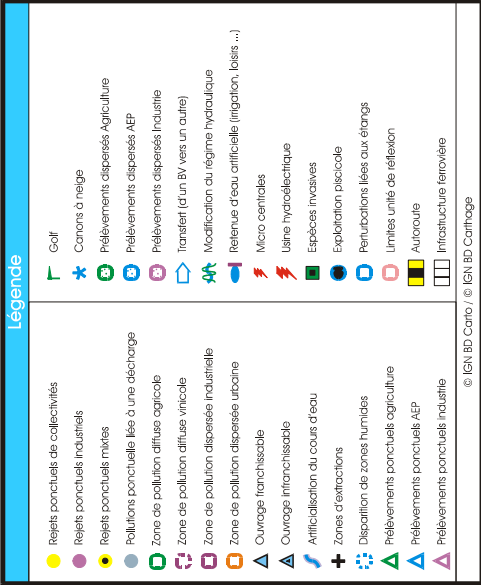 Légende
Rejets ponctuels de collectivités
Rejets ponctuels industriels
Rejets ponctuels mixtes
Pollutions ponctuelle liée à une décharge
Zone de pollution diffuse agricole
Zone de pollution diffuse vinicole
Zone de pollution dispersée industrielle
Zone de pollution dispersée urbaine
Ouvrage franchissable
Ouvrage infranchissable
Artificialisation du cours d'eau
Zones d'extractions
Disparition de zones humides
Prélèvements ponctuels agriculture
Prélèvements ponctuels AEP
Prélèvements ponctuels industrie
Golf
Canons à neige
Prélèvements dispersés Agriculture
Prélèvements dispersés AEP
Prélèvements dispersés Industrie
Transfert (d'un BV vers un autre)
Modification du régime hydraulique
Retenue d'eau artificielle (irrigation, loisirs ...)
Micro centrales
Usine hydroélectrique
Espèces invasives
Exploitation piscicole
Perturbations liées aux étangs
Limites unité de réflexion
Autoroute
Infrastructure ferrovière
© IGN BD Carto / © IGN BD Carthage